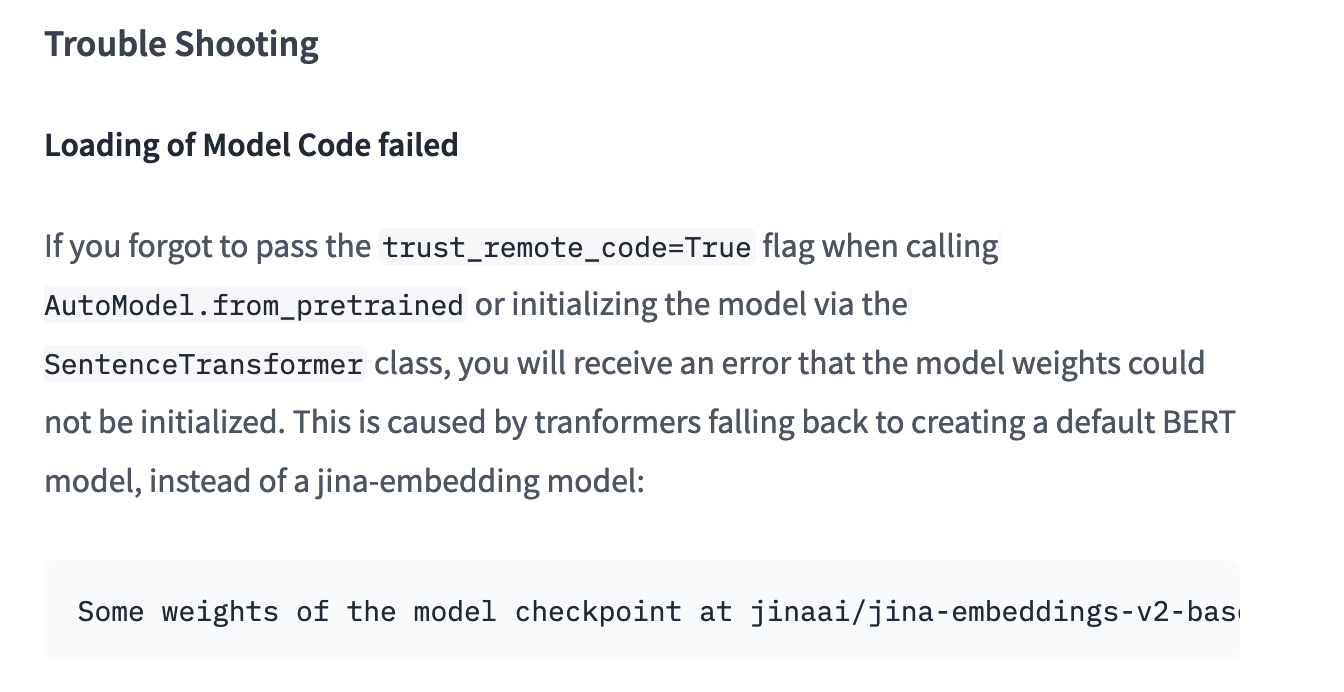 Trouble Shooting
Loading of Model Code failed
If you forgot to pass the trust_remote_code=True flag when calling
AutoModel.from_pretrained or initializing the model via the
SentenceTransformer class, you will receive an error that the model weights could
not be initialized. This is caused by tranformers falling back to creating a default BERT
model, instead of a jina-embedding model:
Some weights of the model checkpoint at jinaai/jina-embeddings-v2-base